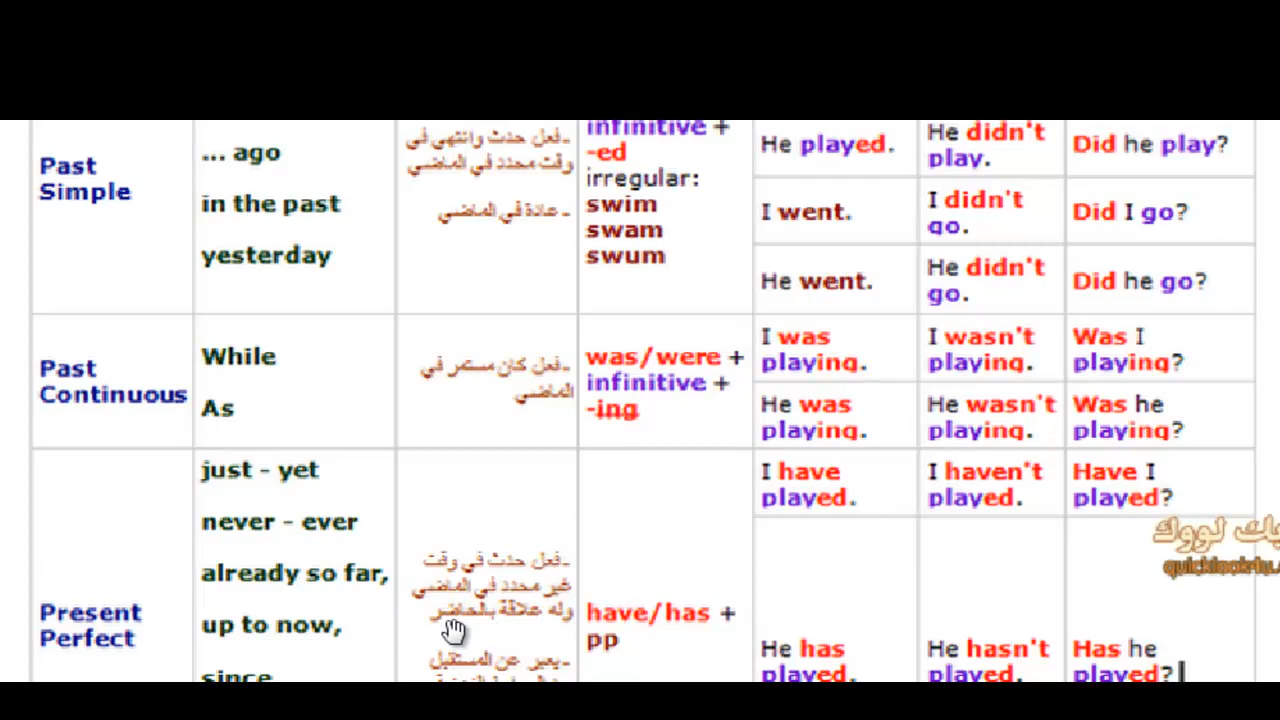 Past
Simple
... ago
in the past
yesterday
ـ فعل حدث وانتهى في
وقت محدد في الماضي
ـ عادة في الماضي
infinitive +
-ed
irregular:
swim
swam
swum
He played.
He didn't
play.
Did he play?
I went.
I didn't
go.
Did I go?
He went.
He didn't
go.
Did he go?
Past
Continuous
While
As
ـ فعل كان مستمر في
الماضي
was/were +
infinitive +
-ing
I was
playing.
I wasn't
playing.
Was I
playing?
He was
playing.
He wasn't
playing.
Was he
playing?
Present
Perfect
just - yet
never - ever
already so far,
up to now,
since
ـ فعل حدث في وقت
غير محدد في الماضي
وله علاقة بالحاضر
ـ يعبر عن المستقبل
have/has +
pp
I have
played.
I haven't
played.
Have I
played?
He has
played.
He hasn't
played.
Has he
played?
لووك